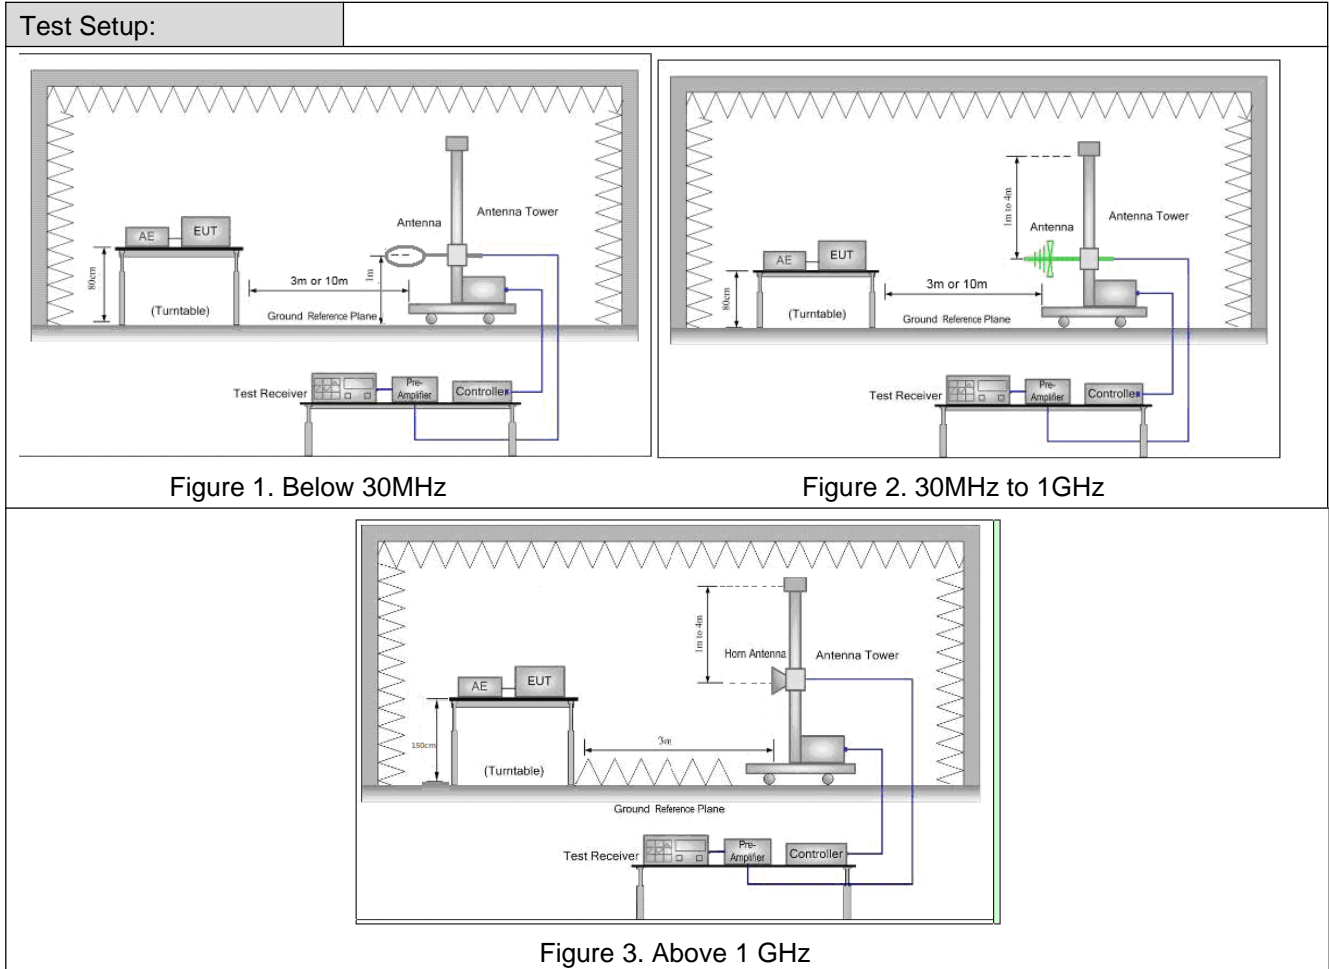 Test Setup:
Antenna
Antenna Tower
AE
EUT
80cm
1m
3m or 10m
(Turntable)
Ground Reference Plane
Test Receiver
Pre-
Amplifier
Controller
Figure 1. Below 30MHz
1m to 4m
Antenna
Antenna Tower
AE
EUT
80cm
3m or 10m
(Turntable)
Ground Reference Plane
Test Receiver
Pre-
Amplifier
Controller
Figure 2. 30MHz to 1GHz
1m to 4m
Horn Antenna
Antenna Tower
AE
EUT
150cm
3m
(Turntable)
Ground Reference Plane
Test Receiver
Pre-
Amplifier
Controller
Figure 3. Above 1 GHz